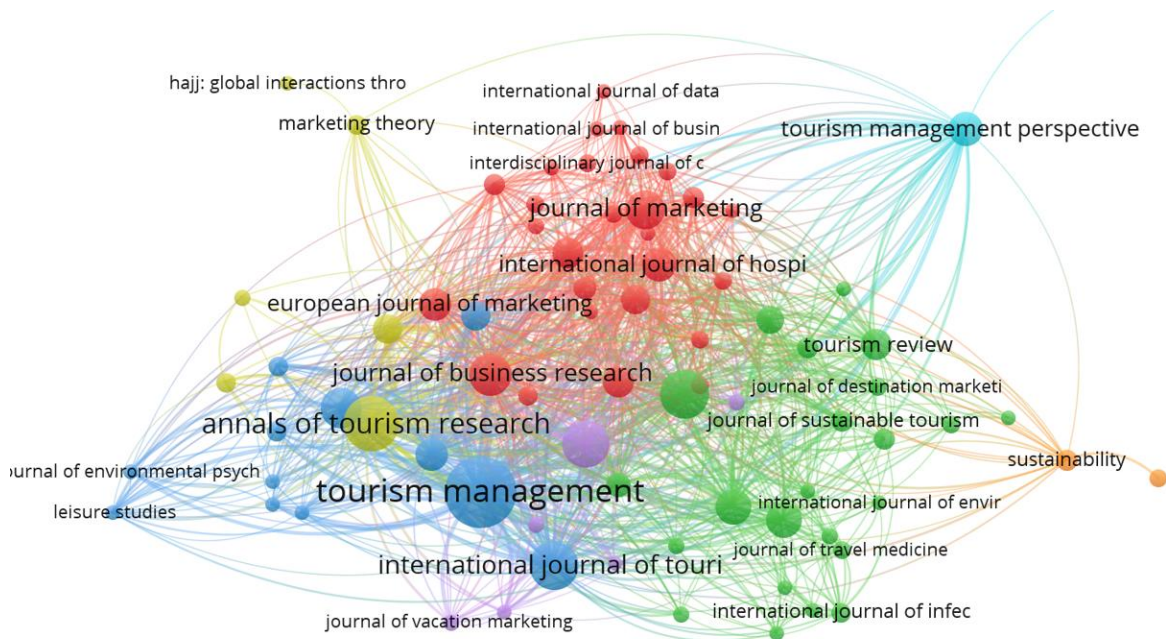 hajj: global interactions thro
international journal of data
marketing theory
international journal of busin
tourism management perspective
interdisciplinary journal of c
journal of marketing
international journal of hospi
european journal of marketing
tourism review
journal of business research
journal of destination marketi
annals of tourism research
journal of sustainable tourism
journal of environmental psych
sustainability
tourism management
international journal of envir
leisure studies
journal of travel medicine
international journal of touri
international journal of infec
journal of vacation marketing